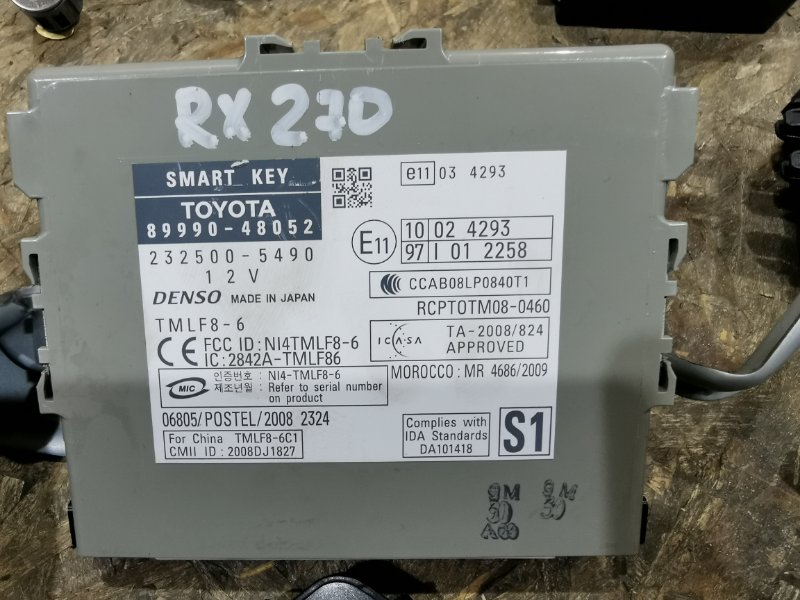 RX 270
SMART KEY
TOYOTA
89990-48052
232500-5490
12V
DENSO MADE IN JAPAN
TMLF8-6
CE FCC ID: NI4TMLF8-6
IC: 2842A-TMLF86
MIC 인증번호: NI4-TMLF8-6
제조년월: Refer to serial number
on product
06805/POSTEL/2008 2324
For China TMLF8-6C1
CMII ID: 2008DJ1827
e11 03 4293
E11 10 02 4293
97 I 01 2258
CCAB08LP0840T1
RCPTOTM08-0460
ICASA TA-2008/824
APPROVED
MOROCCO: MR 4686/2009
Complies with
IDA Standards
DA101418
S1